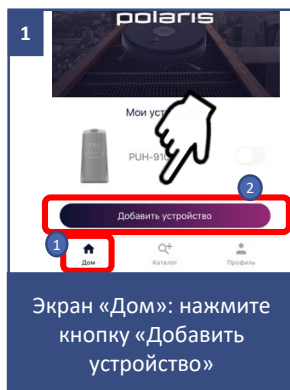 1
polaris
Мои уст
PUH-910
2
Добавить устройство
1
Дом
Каталог
Профиль
Экран «Дом»: нажмите
кнопку «Добавить
устройство»